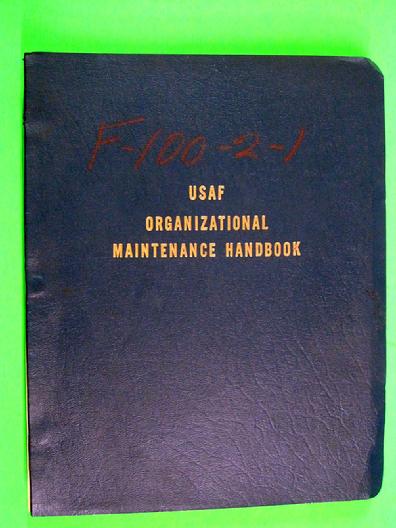 F-100-2-1
USAF
ORGANIZATIONAL
MAINTENANCE HANDBOOK